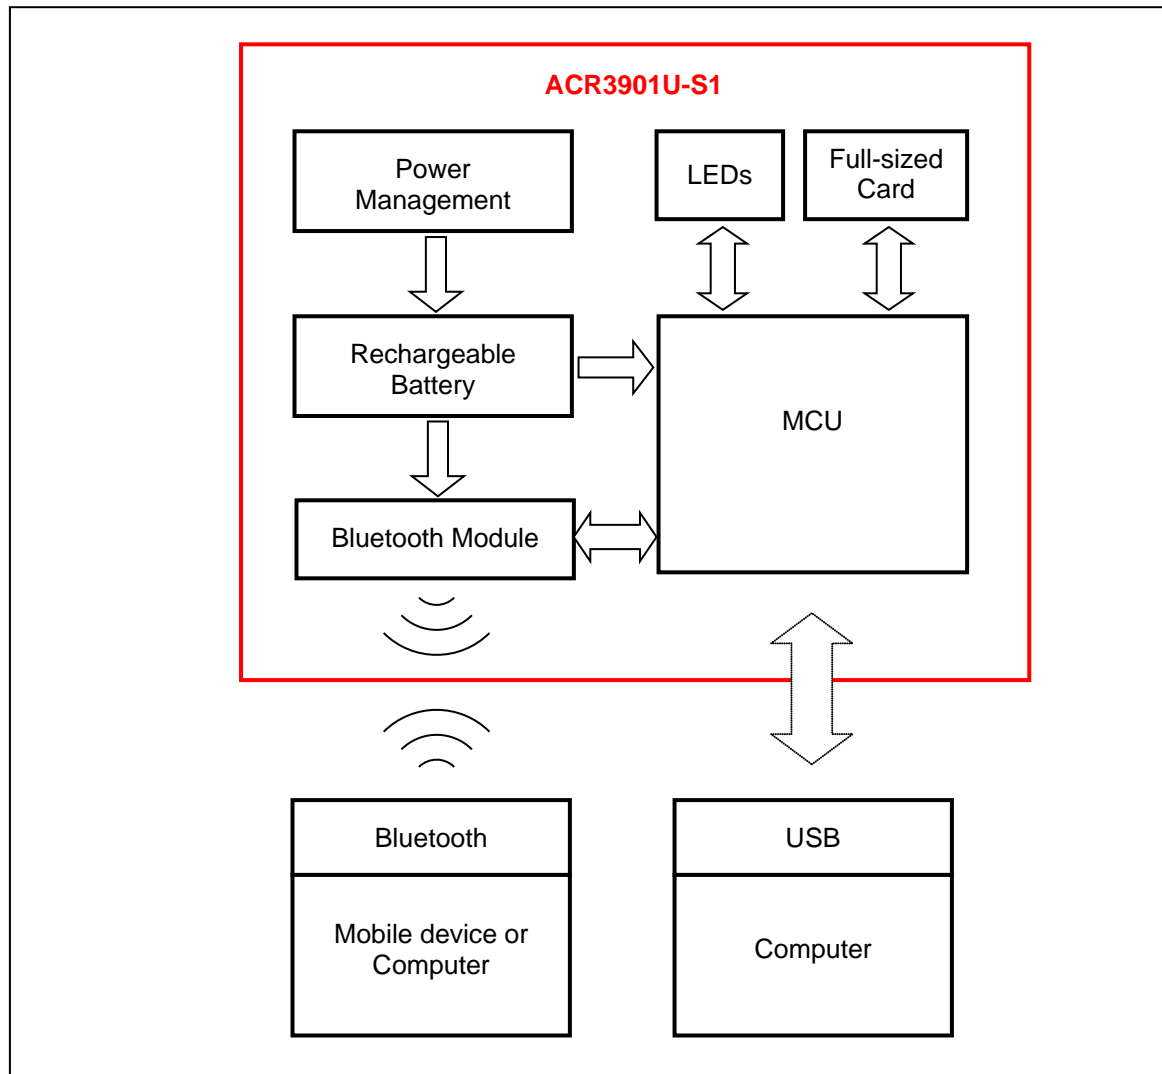 ACR3901U-S1
Power
Management
LEDs
Full-sized
Card
Rechargeable
Battery
MCU
Bluetooth Module
Bluetooth
Mobile device or
Computer
USB
Computer